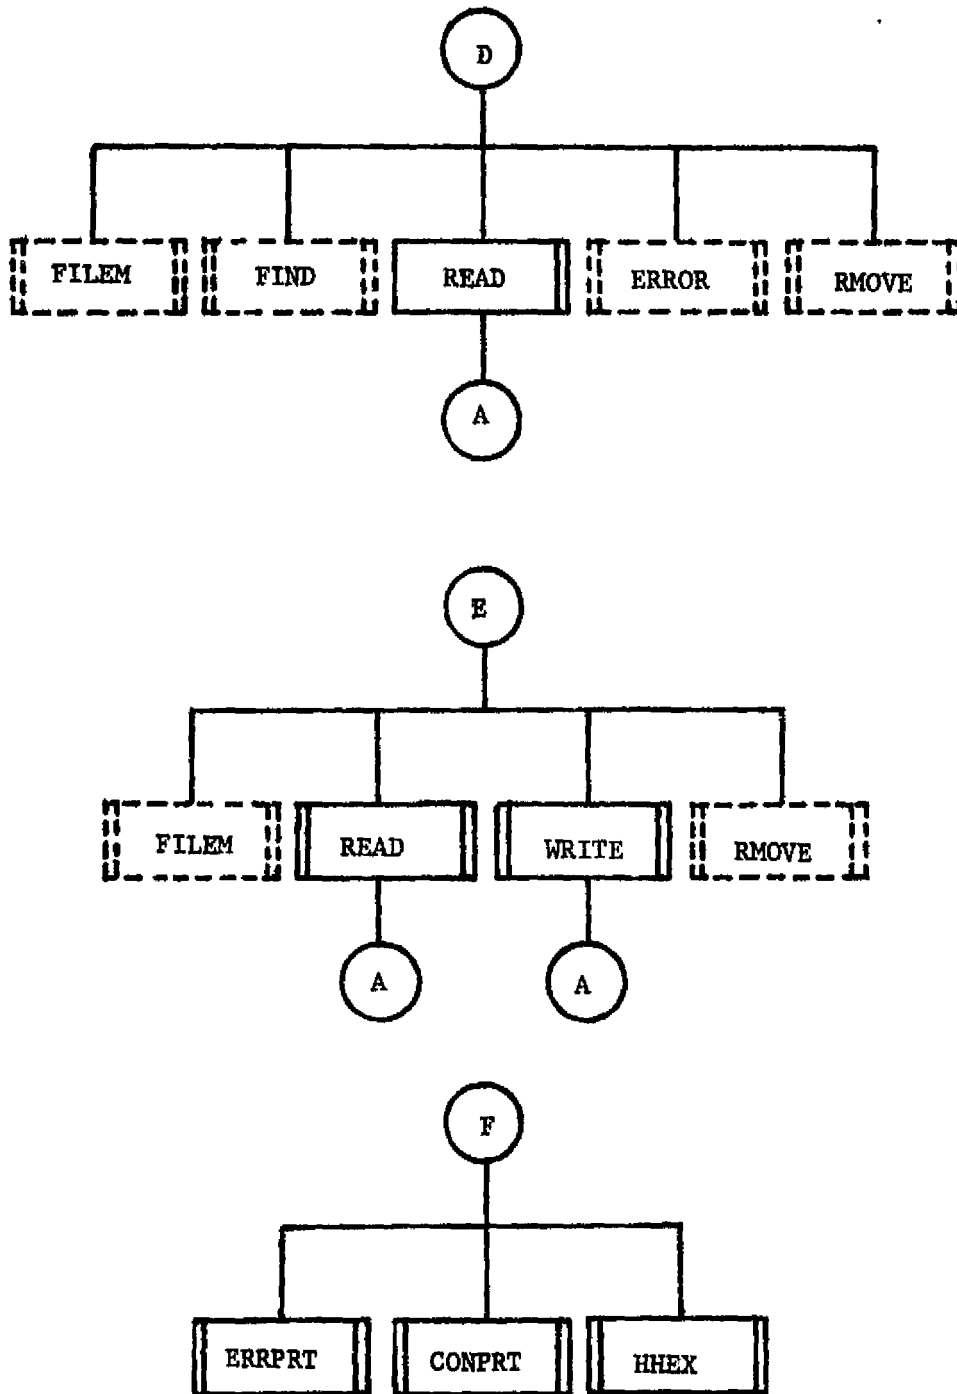 D
FILEM FIND READ ERROR RMOVE
A
E
FILEM READ WRITE RMOVE
A A
F
ERRPRT CONPRT HHEX